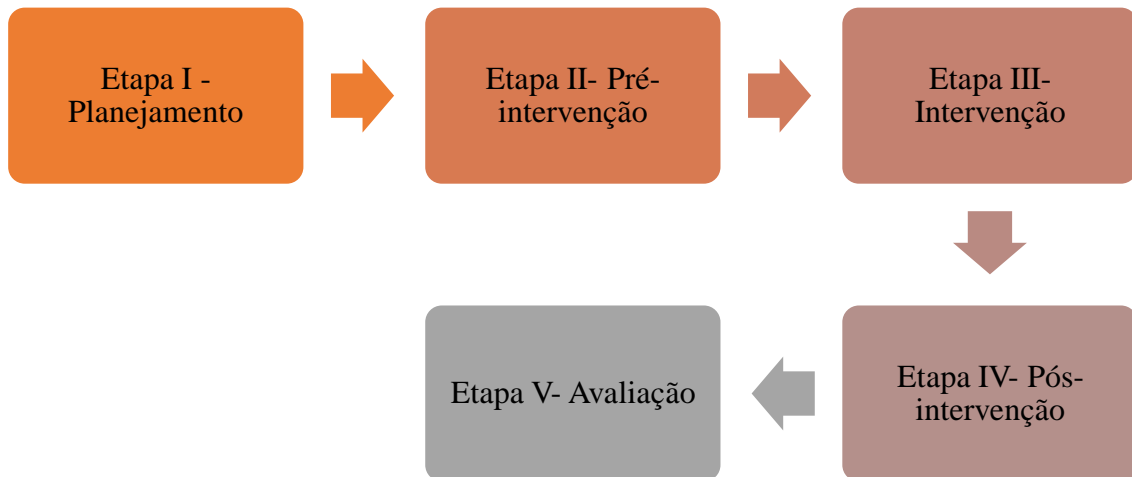 Etapa I -
Planejamento
Etapa II- Pré-
intervenção
Etapa III-
Intervenção
Etapa IV- Pós-
intervenção
Etapa V- Avaliação